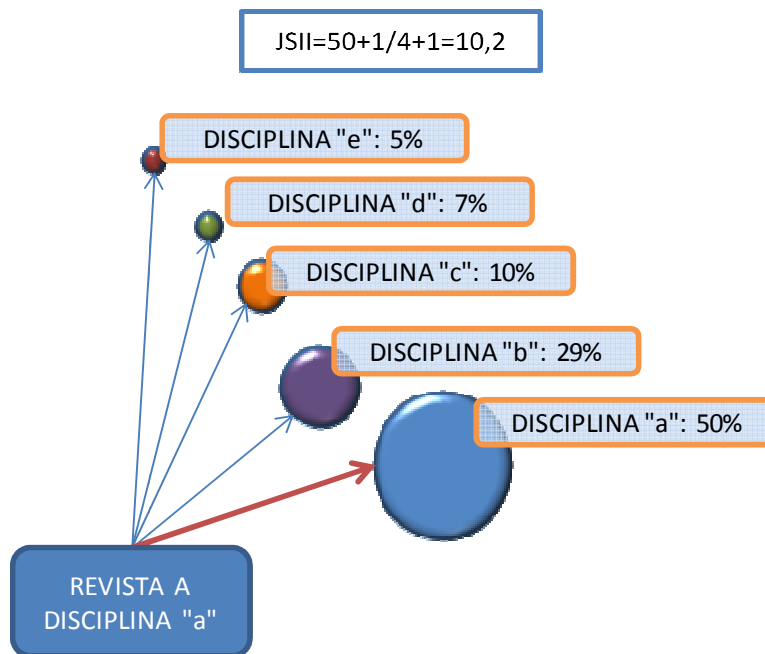 JSII=50+1/4+1=10,2
DISCIPLINA "e": 5%
DISCIPLINA "d": 7%
DISCIPLINA "c": 10%
DISCIPLINA "b": 29%
DISCIPLINA "a": 50%
REVISTA A
DISCIPLINA "a"